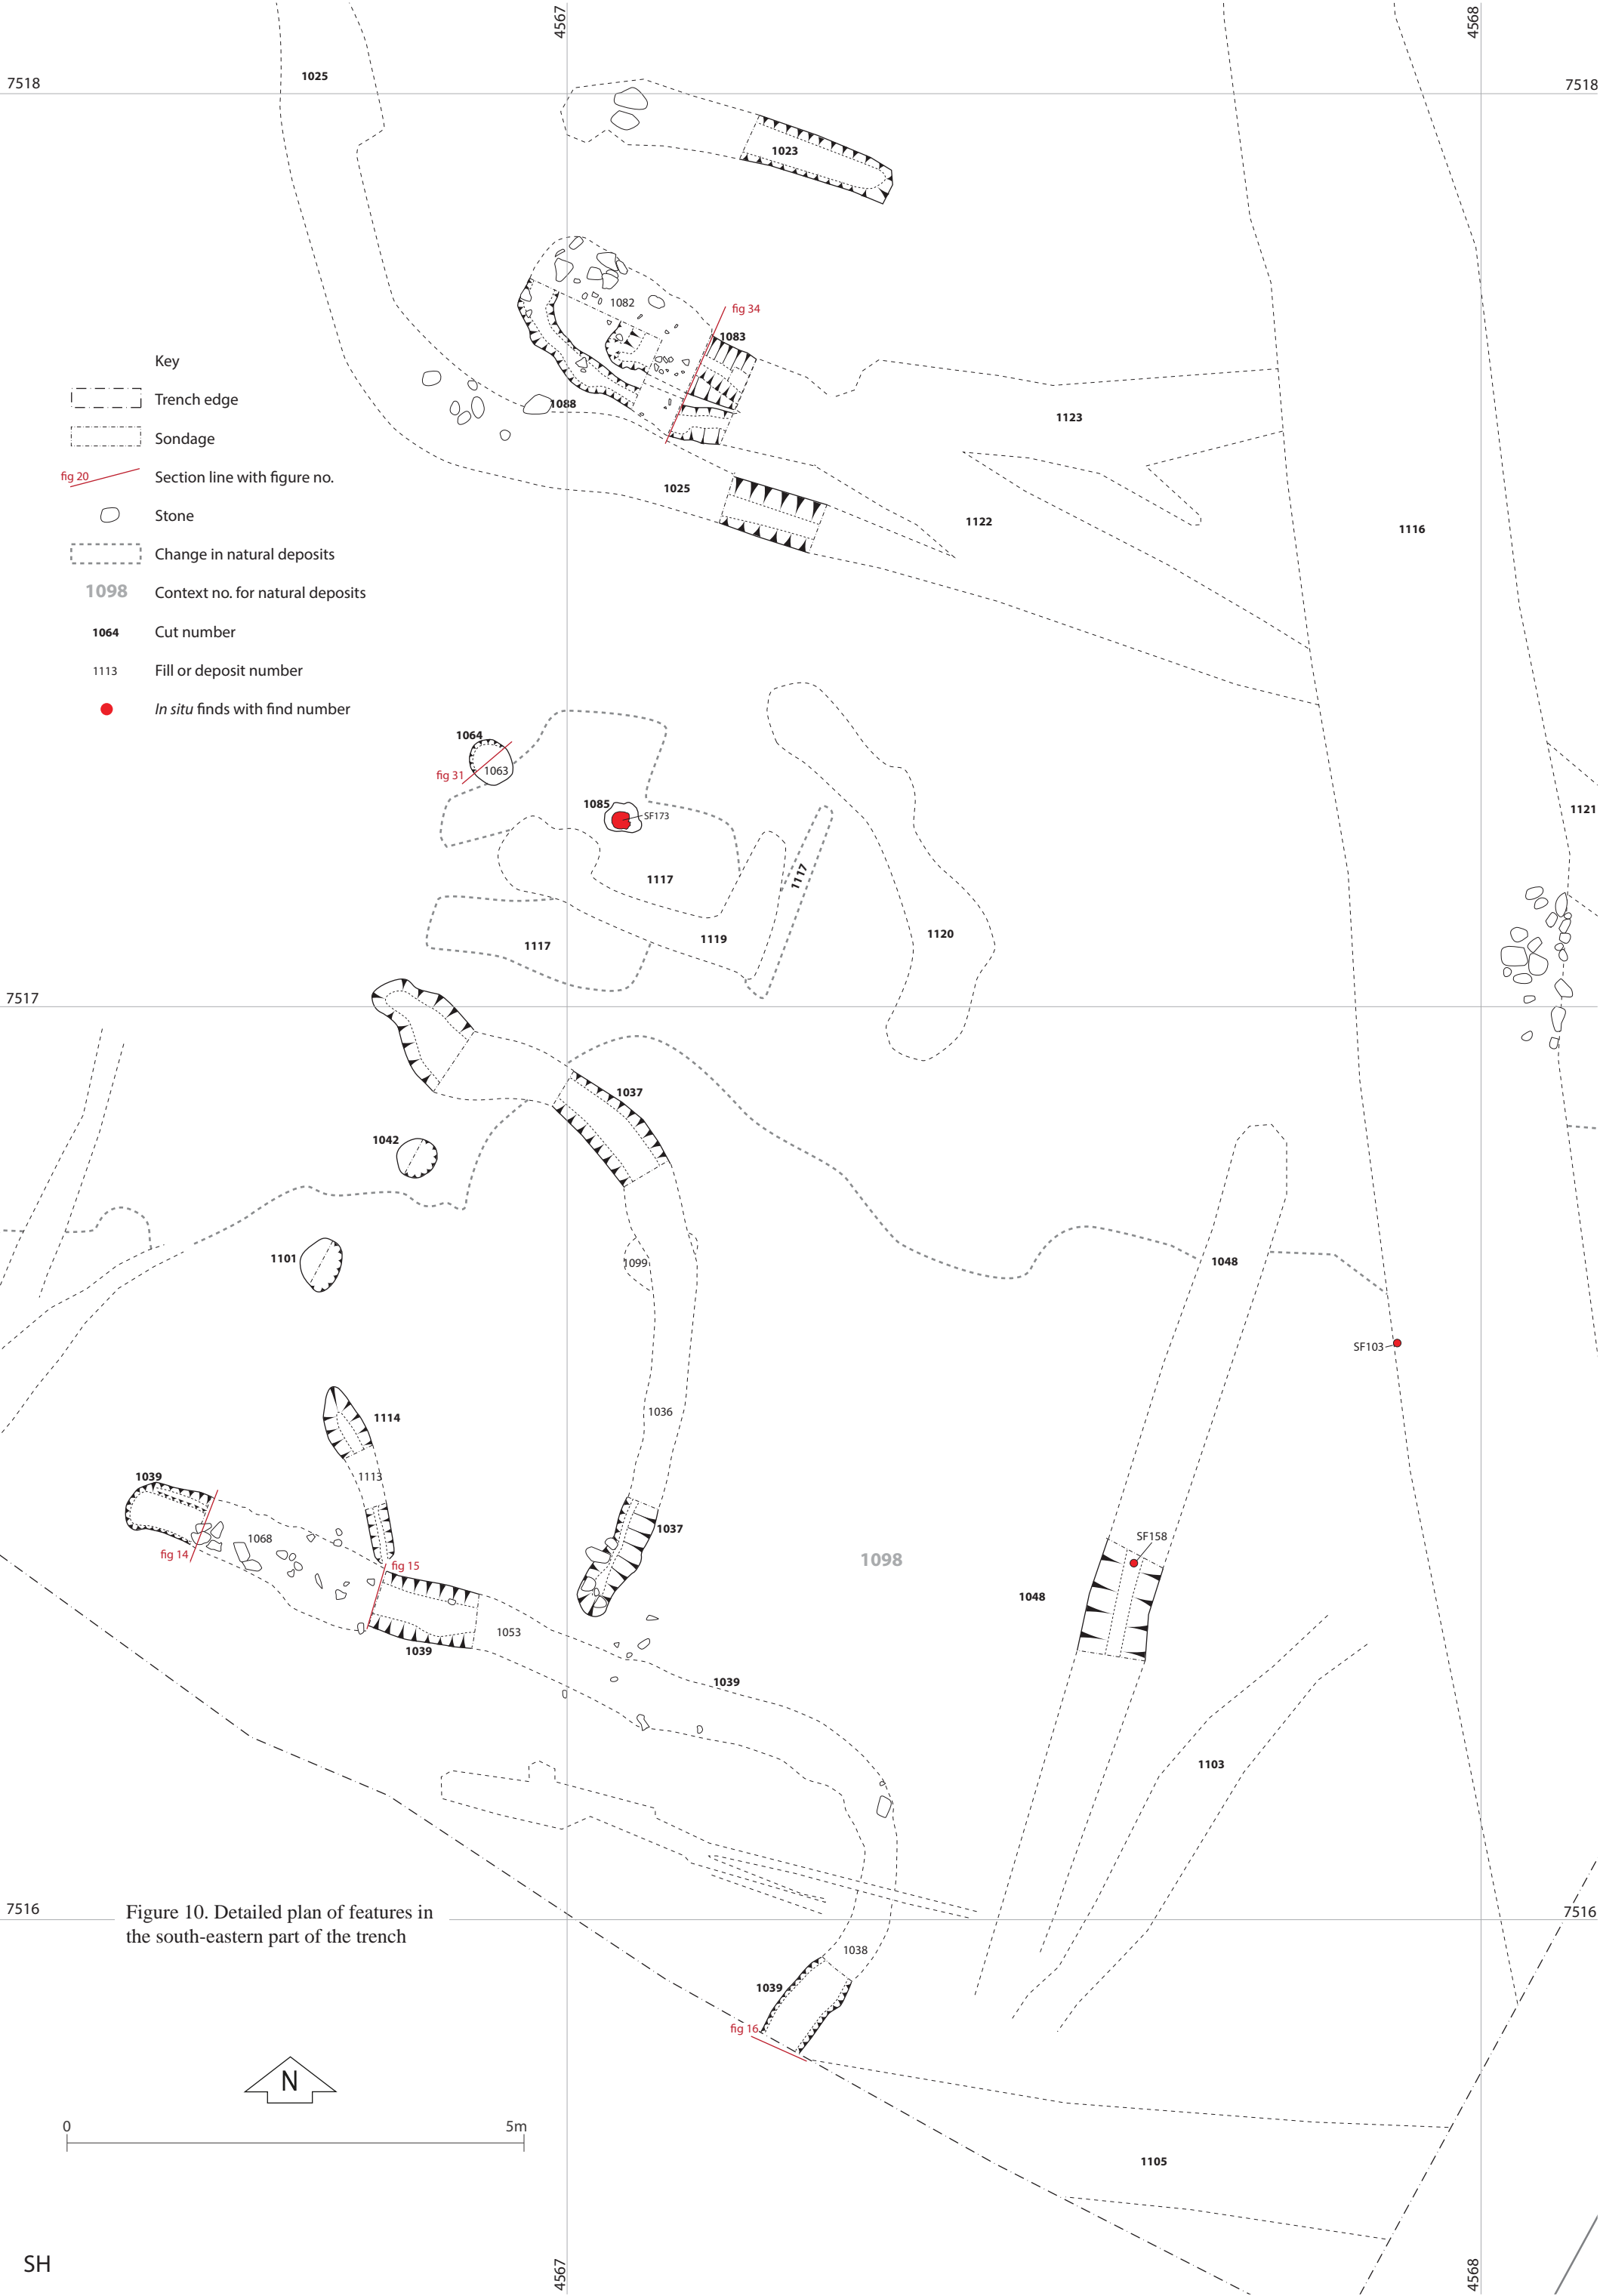 4567
4568
1025
7518
7518
1023
1082
fig 34
1083
Key
Trench edge
1088
1123
Sondage
fig 20
Section line with figure no.
1025
Stone
1122
1116
Change in natural deposits
1098
Context no. for natural deposits
1064
Cut number
1113
Fill or deposit number
In situ finds with find number
1064
1063
fig 31
1085
SF173
1121
1117
1117
1120
1119
1117
7517
1037
1042
1101
1099
1048
SF103
1036
1114
1113
1039
1037
SF158
1068
fig 14
fig 15
1098
1048
1053
1039
1039
1103
Figure 10. Detailed plan of features in
the south-eastern part of the trench
7516
7516
1038
1039
fig 16
N
0
5m
1105
SH
4567
4568